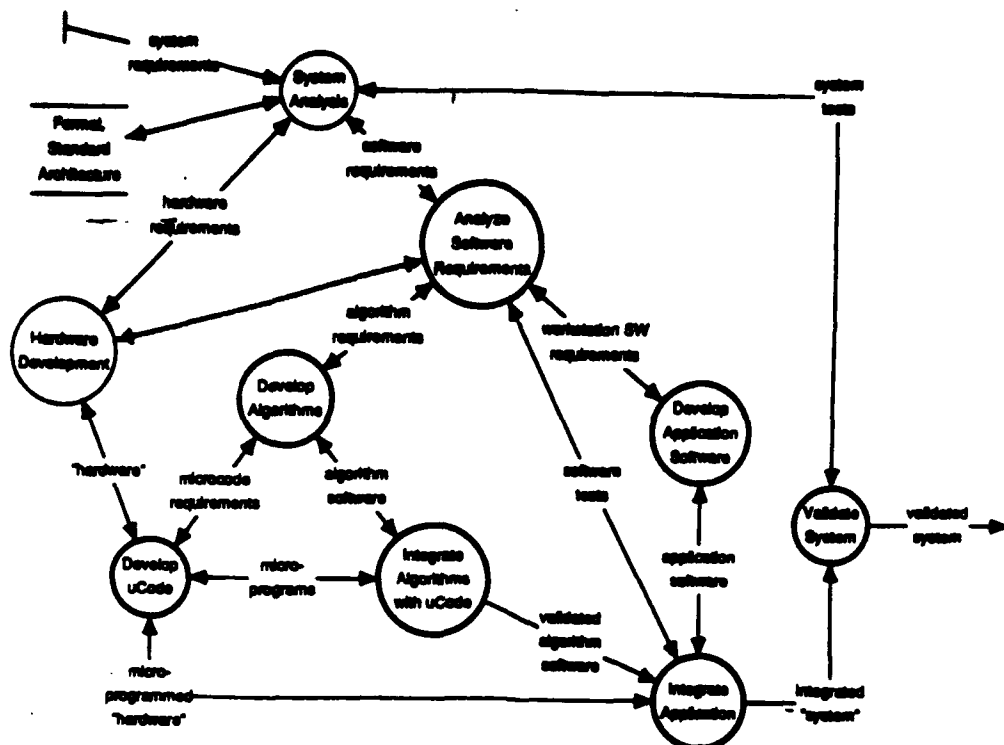 system
requirements
System
Analysis
system
tests
Formal,
Standard
Architecture
software
requirements
hardware
requirements
Analyze
Software
Requirements
Hardware
Development
algorithm
requirements
workstation SW
requirements
Develop
Algorithms
Develop
Application
Software
"hardware"
microcode
requirements
algorithm
software
software
tests
Validate
System
validated
system
Develop
uCode
micro-
programs
Integrate
Algorithms
with uCode
application
software
validated
algorithm
software
micro-
programmed
"hardware"
Integrate
Application
integrated
"system"